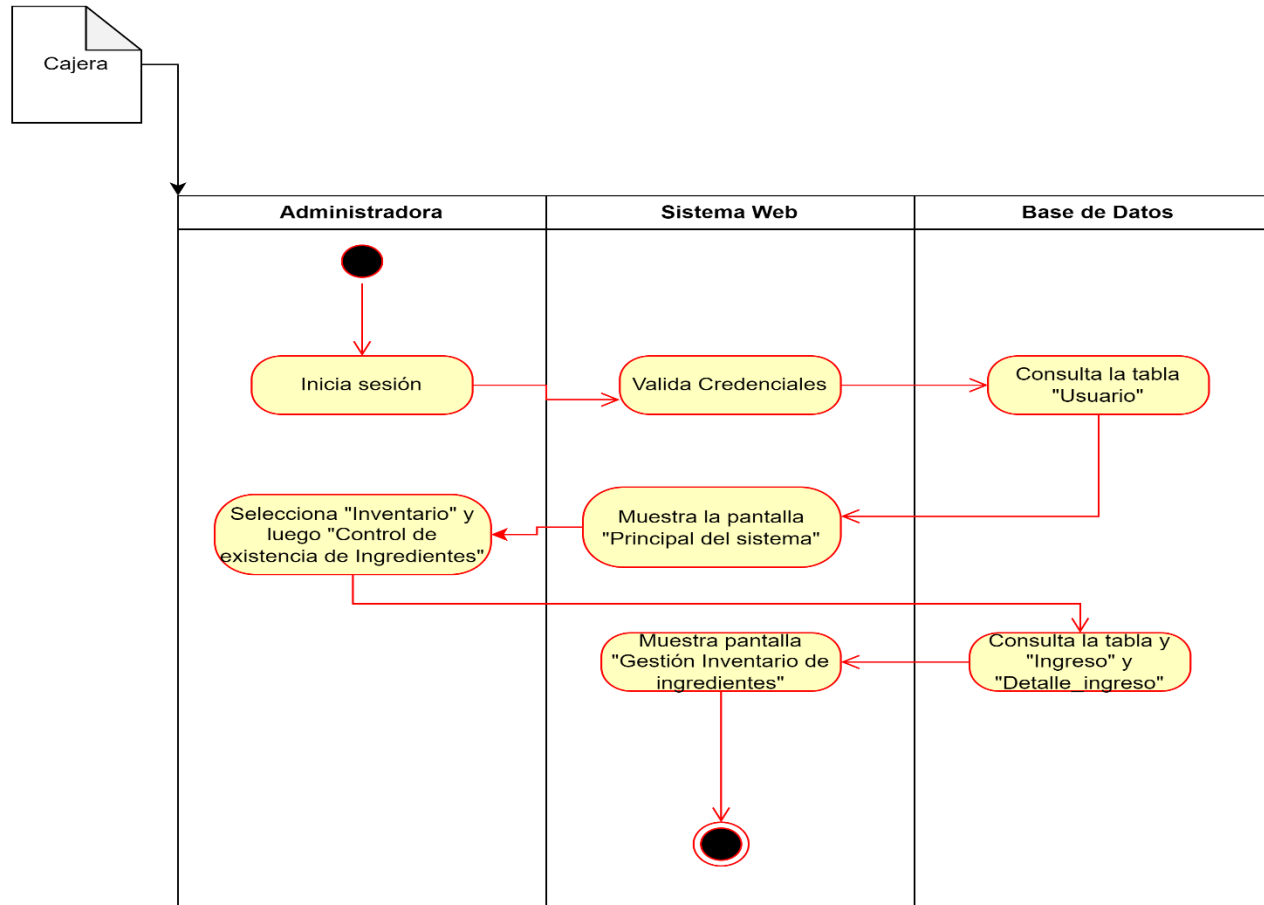 Cajera
Administradora
Sistema Web
Base de Datos
Inicia sesión
Valida Credenciales
Consulta la tabla
"Usuario"
Muestra la pantalla
"Principal del sistema"
Selecciona "Inventario" y
luego "Control de
existencia de Ingredientes"
Consulta la tabla y
"Ingreso" y
"Detalle_ingreso"
Muestra pantalla
"Gestión Inventario de
ingredientes"